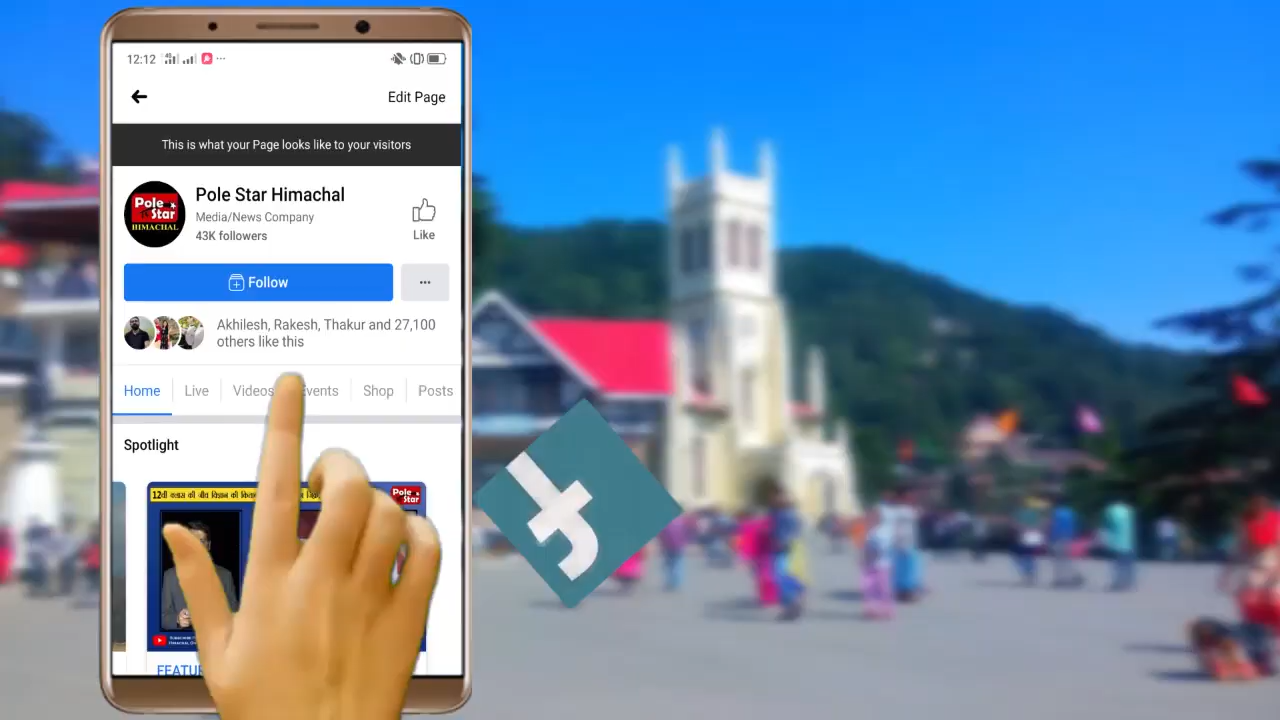 12:12
Edit Page
This is what your Page looks like to your visitors
Pole Star Himachal
Pole Star
HIMACHAL
Media/News Company
43K followers
Like
Follow
Akhilesh, Rakesh, Thakur and 27,100
others like this
Home
Live
Videos
Shop
Posts
Spotlight
12वीं क्लास की जीव विज्ञान की
Pole Star